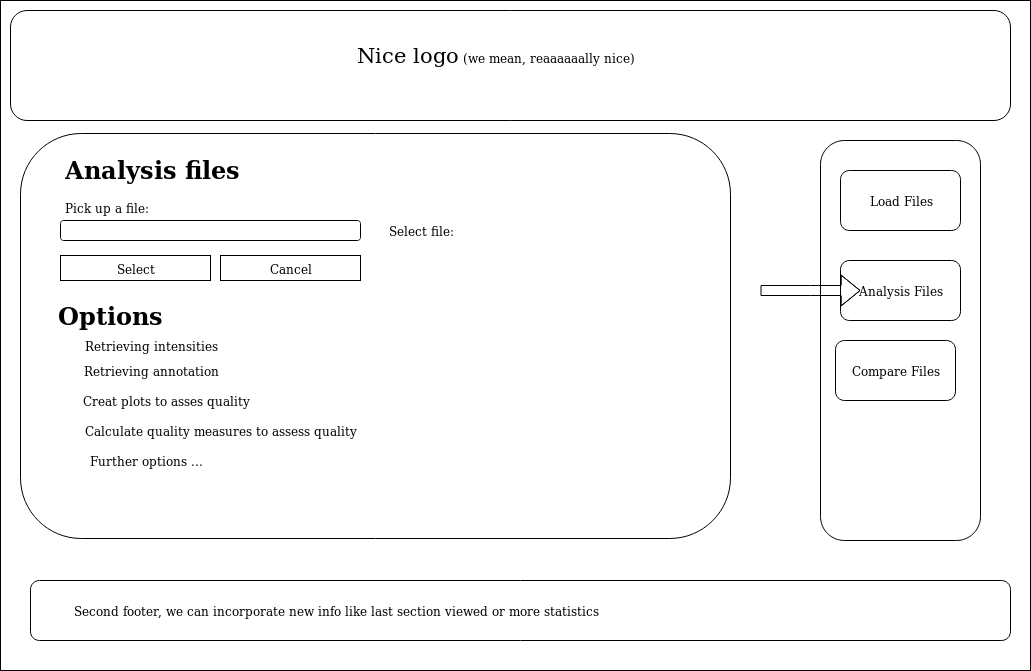 Nice logo (we mean, reaaaaaally nice)
Analysis files
Pick up a file:
Select file:
Select
Cancel
Options
Retrieving intensities
Retrieving annotation
Creat plots to asses quality
Calculate quality measures to assess quality
Further options ...
Load Files
Analysis Files
Compare Files
Second footer, we can incorporate new info like last section viewed or more statistics